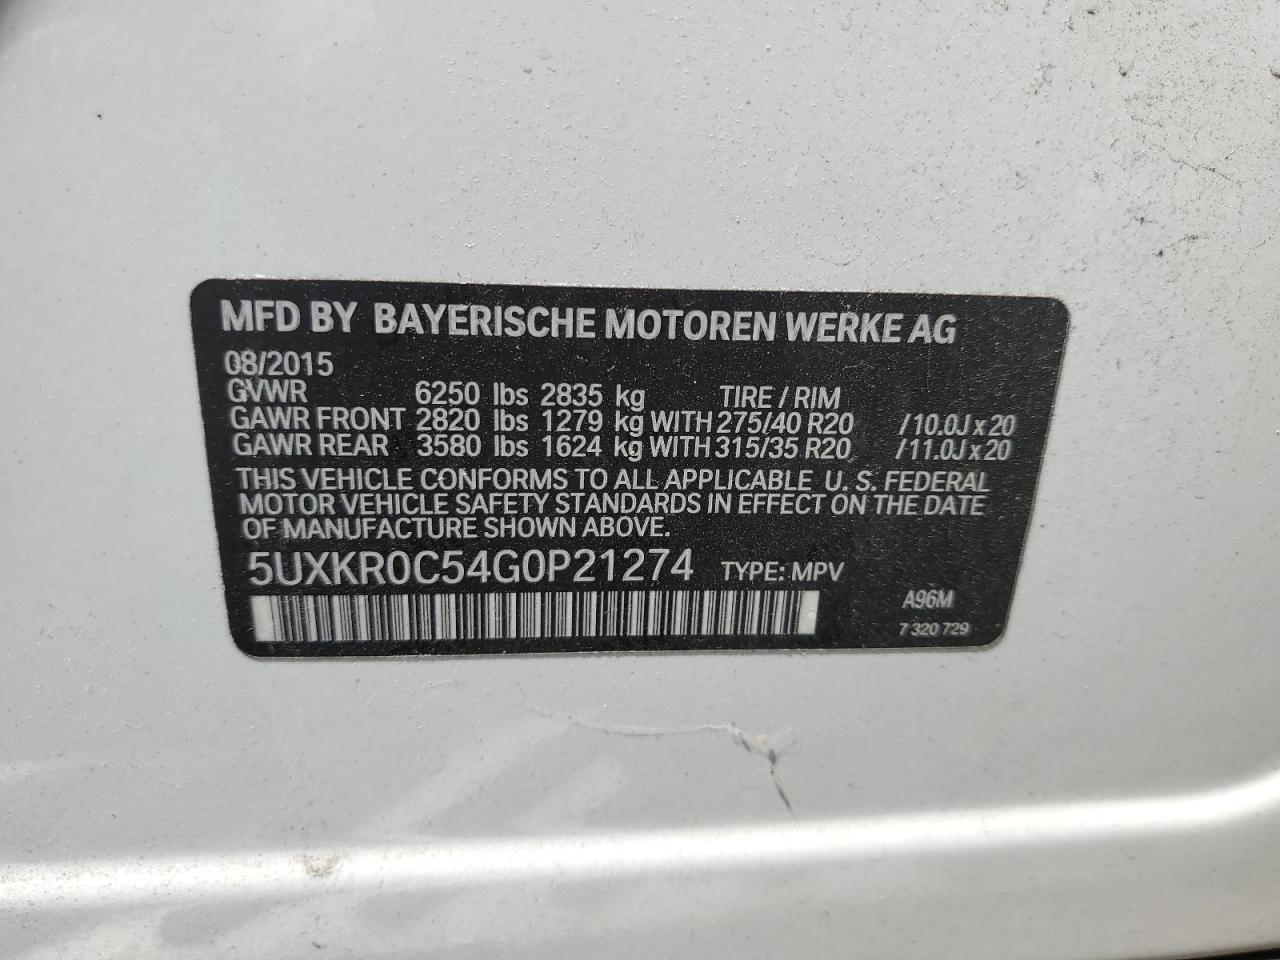 MFD BY BAYERISCHE MOTOREN WERKE AG
08/2015
GVWR 6250 lbs 2835 kg TIRE / RIM
GAWR FRONT 2820 lbs 1279 kg WITH 275/40 R20 /10.0J x 20
GAWR REAR 3580 lbs 1624 kg WITH 315/35 R20 /11.0J x 20
THIS VEHICLE CONFORMS TO ALL APPLICABLE U. S. FEDERAL
MOTOR VEHICLE SAFETY STANDARDS IN EFFECT ON THE DATE
OF MANUFACTURE SHOWN ABOVE.
5UXKR0C54G0P21274 TYPE: MPV
A96M
7 320 729